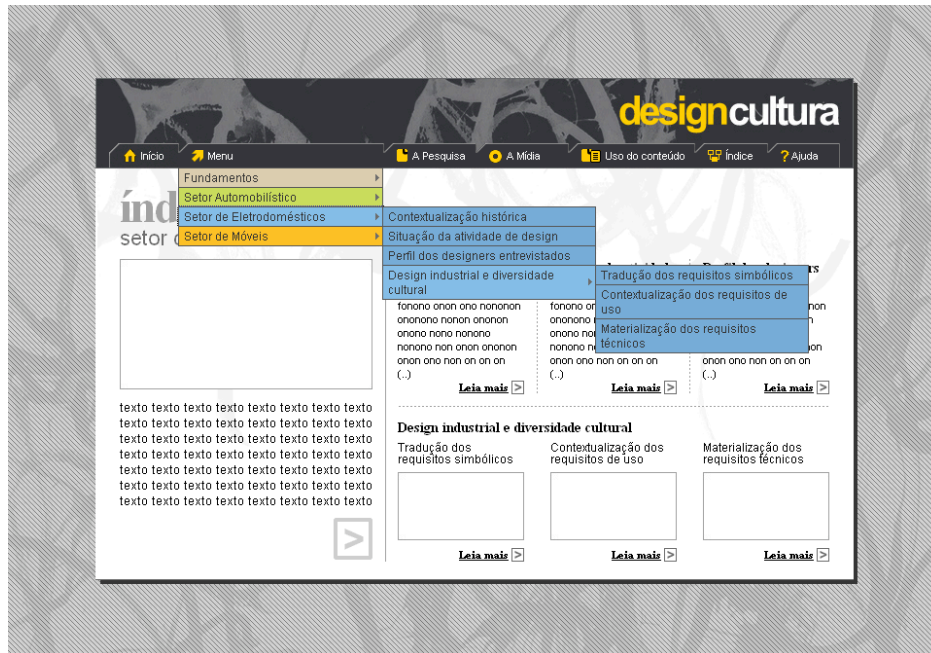 designcultura
Início
Menu
A Pesquisa
A Mídia
Uso do conteúdo
Índice
? Ajuda
Fundamentos
Setor Automobilístico
Setor de Eletrodomésticos
Setor de Móveis
Contextualização histórica
Situação da atividade de design
Perfil dos designers entrevistados
Design industrial e diversidade
cultural
Tradução dos requisitos simbólicos
Contextualização dos requisitos de
uso
Materialização dos requisitos
técnicos
índ
setor
texto texto texto texto texto texto texto texto
texto texto texto texto texto texto texto texto
texto texto texto texto texto texto texto texto
texto texto texto texto texto texto texto texto
texto texto texto texto texto texto texto texto
texto texto texto texto texto texto texto texto
texto texto texto texto texto texto texto texto
>
fonono onon ono nononon
ononono nonon ononon
onono nono nonono
nonono non onon ononon
onon ono non on on on
(..)
Leia mais >
onon ono non on on on
(..)
Leia mais >
onon ono non on on on
(..)
Leia mais >
Design industrial e diversidade cultural
Tradução dos
requisitos simbólicos
Leia mais >
Contextualização dos
requisitos de uso
Leia mais >
Materialização dos
requisitos técnicos
Leia mais >